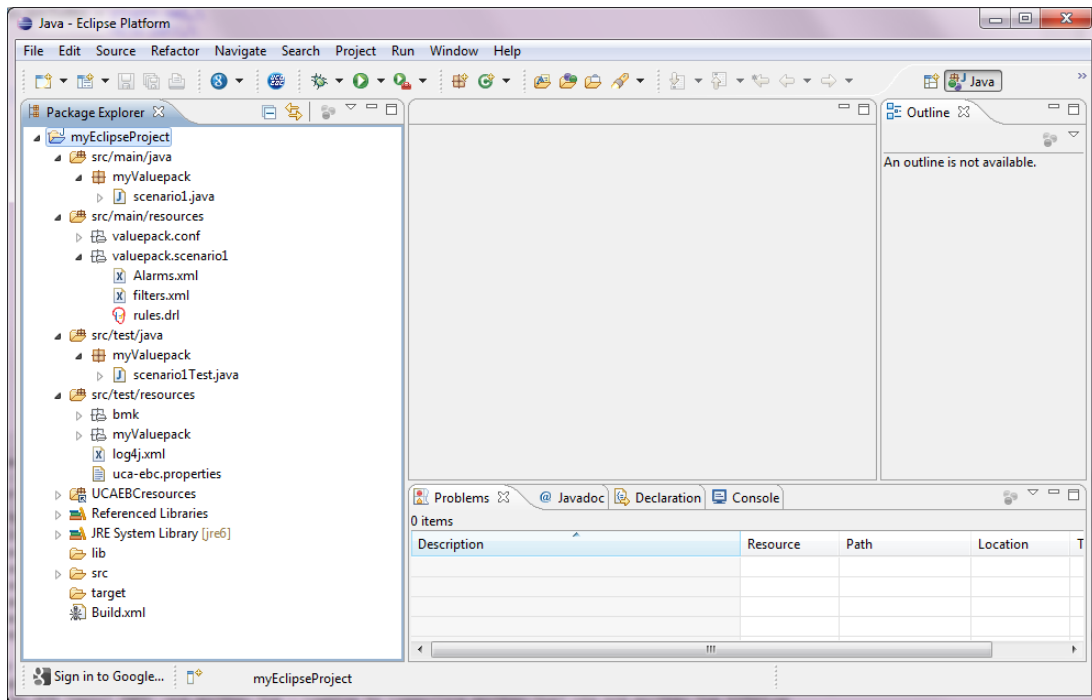 Java - Eclipse Platform
File Edit Source Refactor Navigate Search Project Run Window Help
Java
Package Explorer
myEclipseProject
src/main/java
myValuepack
scenario1.java
src/main/resources
valuepack.conf
valuepack.scenario1
Alarms.xml
filters.xml
rules.drl
src/test/java
myValuepack
scenario1Test.java
src/test/resources
bmk
myValuepack
log4j.xml
uca-ebc.properties
UCAEBCresources
Referenced Libraries
JRE System Library [jre6]
lib
src
target
Build.xml
Outline
An outline is not available.
Problems @ Javadoc Declaration Console
0 items
Description Resource Path Location T
Sign in to Google... myEclipseProject